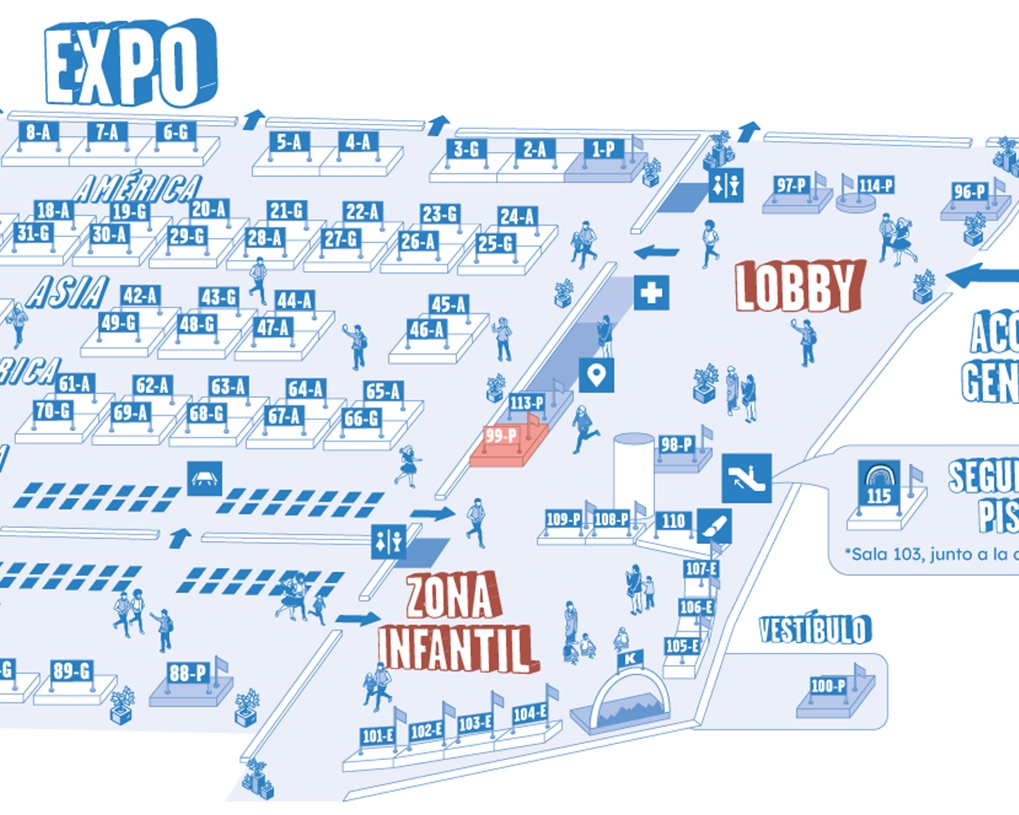 EXPO
8-A 7-A 6-G 5-A 4-A 3-G 2-A 1-P
97-P 114-P 96-P
AMÉRICA
18-A 19-G 20-A 21-G 22-A 23-G 24-A
31-G 30-A 29-G 28-A 27-G 26-A 25-G
LOBBY
ASIA
42-A 43-G 44-A 45-A
49-G 48-G 47-A 46-A
ACO
GEN
RICA
61-A 62-A 63-A 64-A 65-A
70-G 69-A 68-G 67-A 66-G
113-P
99-P
98-P
115
SEGU
PIS
*Sala 103, junto a la c
109-P 108-P 110
107-E
106-E
105-E
ZONA
INFANTIL
VESTÍBULO
100-P
K
-G 89-G 88-P
101-E 102-E 103-E 104-E